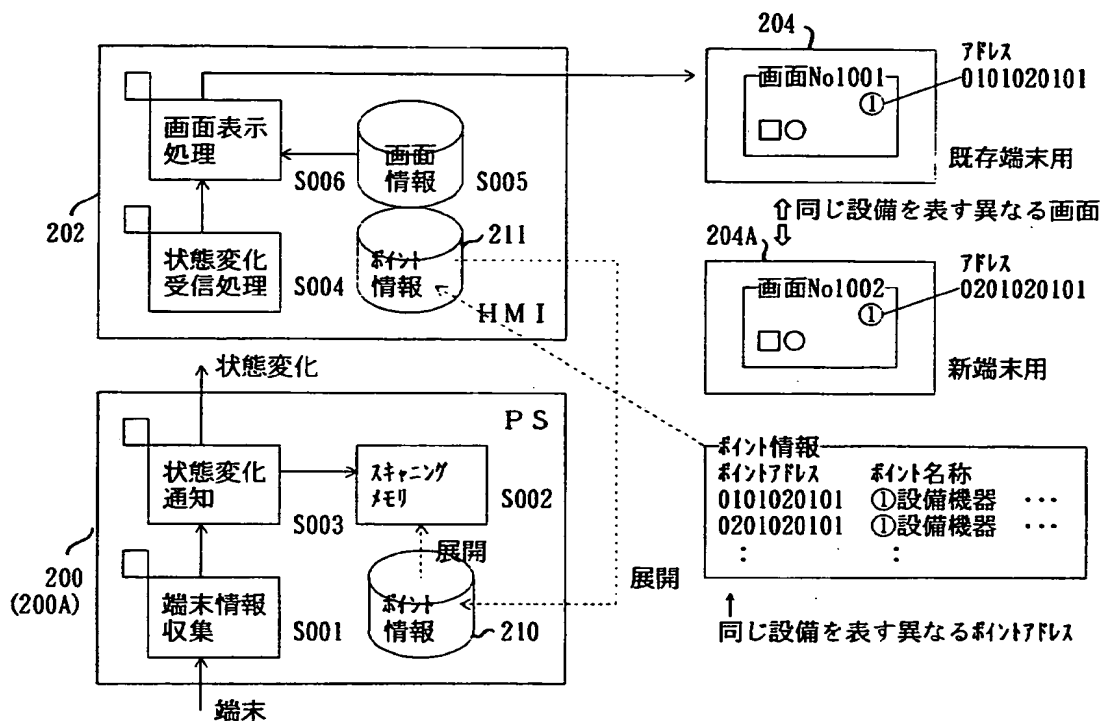 画面表示
処理
S006
画面
情報
S005
202
状態変化
受信処理
S004
ﾎﾟｲﾝﾄ
情報
211
HMI
状態変化
PS
状態変化
通知
S003
ｽｷｬﾆﾝｸﾞ
ﾒﾓﾘ
S002
展開
200
(200A)
端末情報
収集
S001
ﾎﾟｲﾝﾄ
情報
210
展開
端末
204
画面No1001
①
ｱﾄﾞﾚｽ
0101020101
既存端末用
⇧同じ設備を表す異なる画面
⇩
204A
画面No1002
①
ｱﾄﾞﾚｽ
0201020101
新端末用
ﾎﾟｲﾝﾄ情報
ﾎﾟｲﾝﾄｱﾄﾞﾚｽ ﾎﾟｲﾝﾄ名称
0101020101 ①設備機器 ・・・
0201020101 ①設備機器 ・・・
: :
↑
同じ設備を表す異なるﾎﾟｲﾝﾄｱﾄﾞﾚｽ